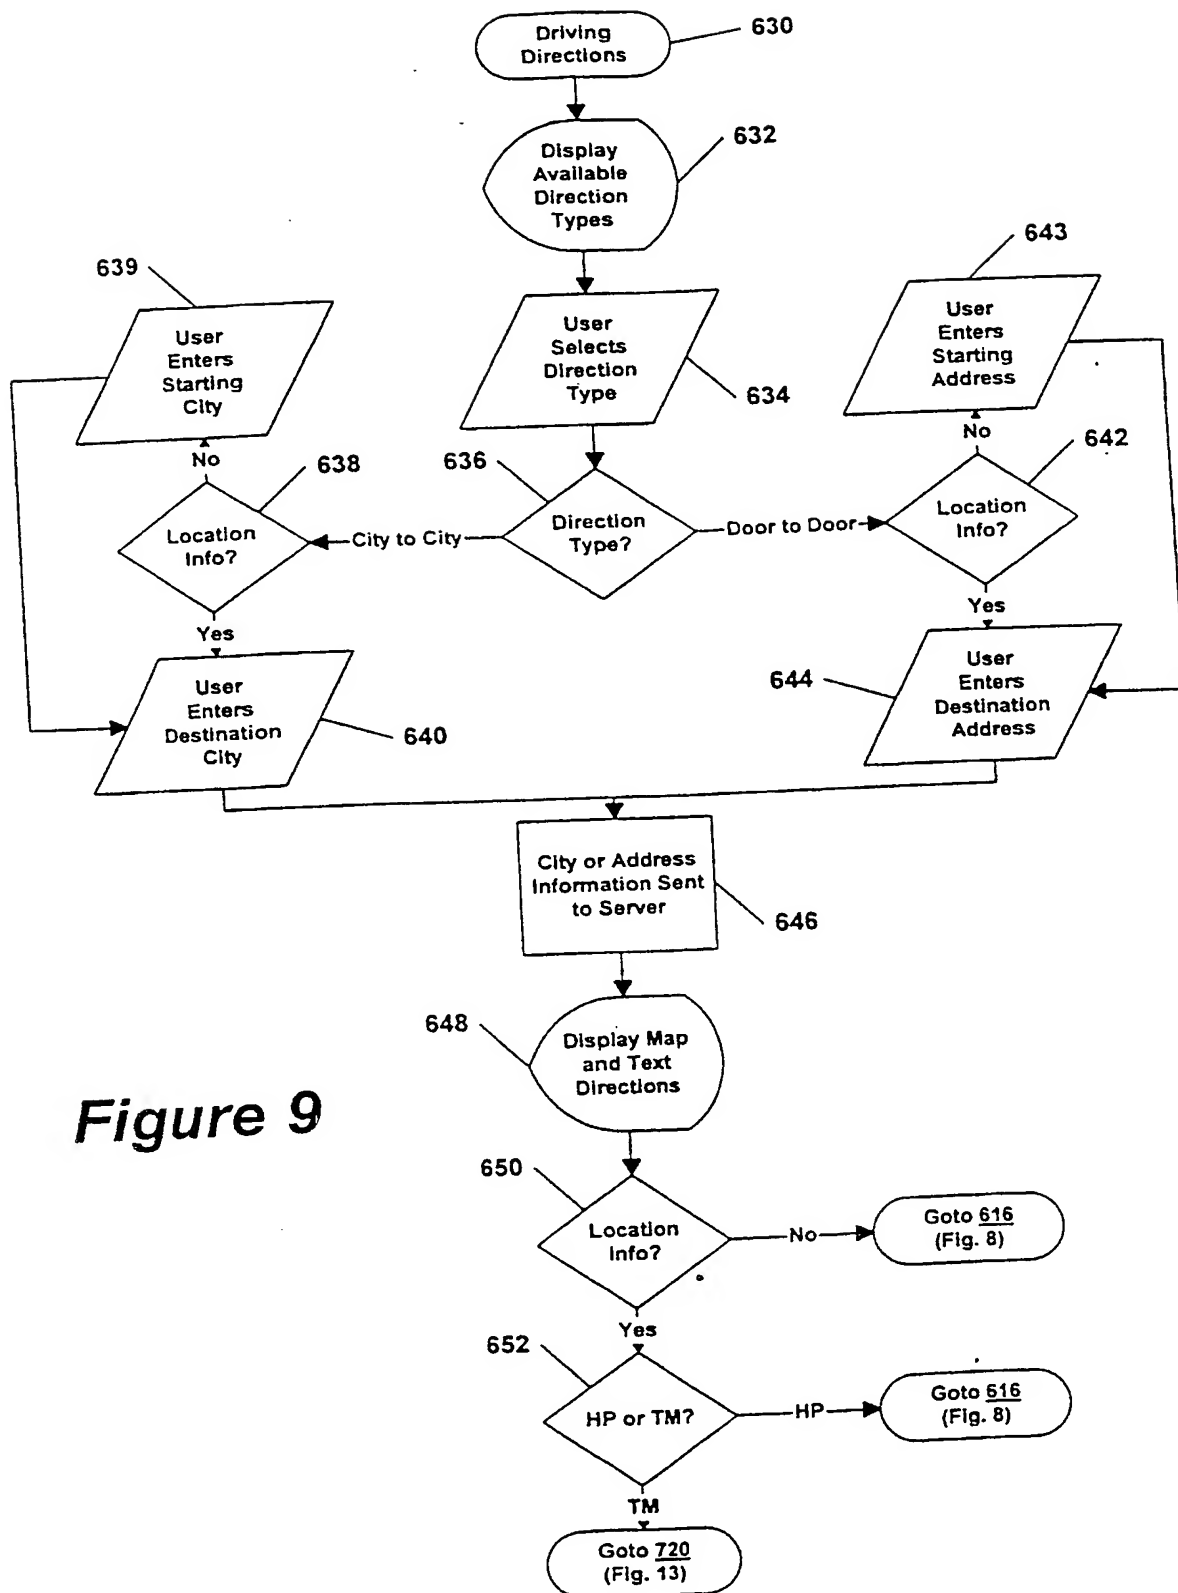 Driving
Directions
630
Display
Available
Direction
Types
632
639
User
Enters
Starting
City
User
Selects
Direction
Type
634
643
User
Enters
Starting
Address
No
638
Location
Info?
City to City
636
Direction
Type?
Door to Door
No
642
Location
Info?
Yes
User
Enters
Destination
City
640
Yes
644
User
Enters
Destination
Address
City or Address
Information Sent
to Server
646
648
Display Map
and Text
Directions
Figure 9
650
Location
Info?
No
Goto 616
(Fig. 8)
Yes
652
HP or TM?
HP
Goto 616
(Fig. 8)
TM
Goto 720
(Fig. 13)